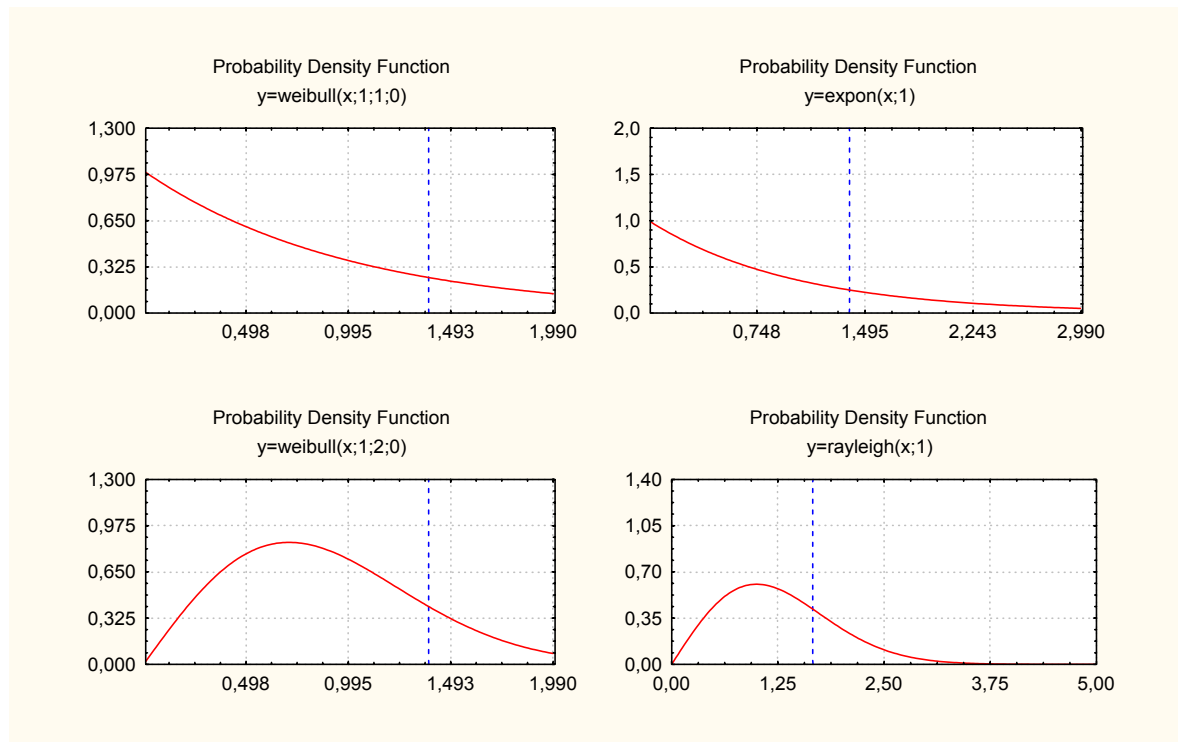 Probability Density Function
y=weibull(x;1;1;0)
1,300
0,975
0,650
0,325
0,000
0,498 0,995 1,493 1,990
Probability Density Function
y=expon(x;1)
2,0
1,5
1,0
0,5
0,0
0,748 1,495 2,243 2,990
Probability Density Function
y=weibull(x;1;2;0)
1,300
0,975
0,650
0,325
0,000
0,498 0,995 1,493 1,990
Probability Density Function
y=rayleigh(x;1)
1,40
1,05
0,70
0,35
0,00
0,00 1,25 2,50 3,75 5,00